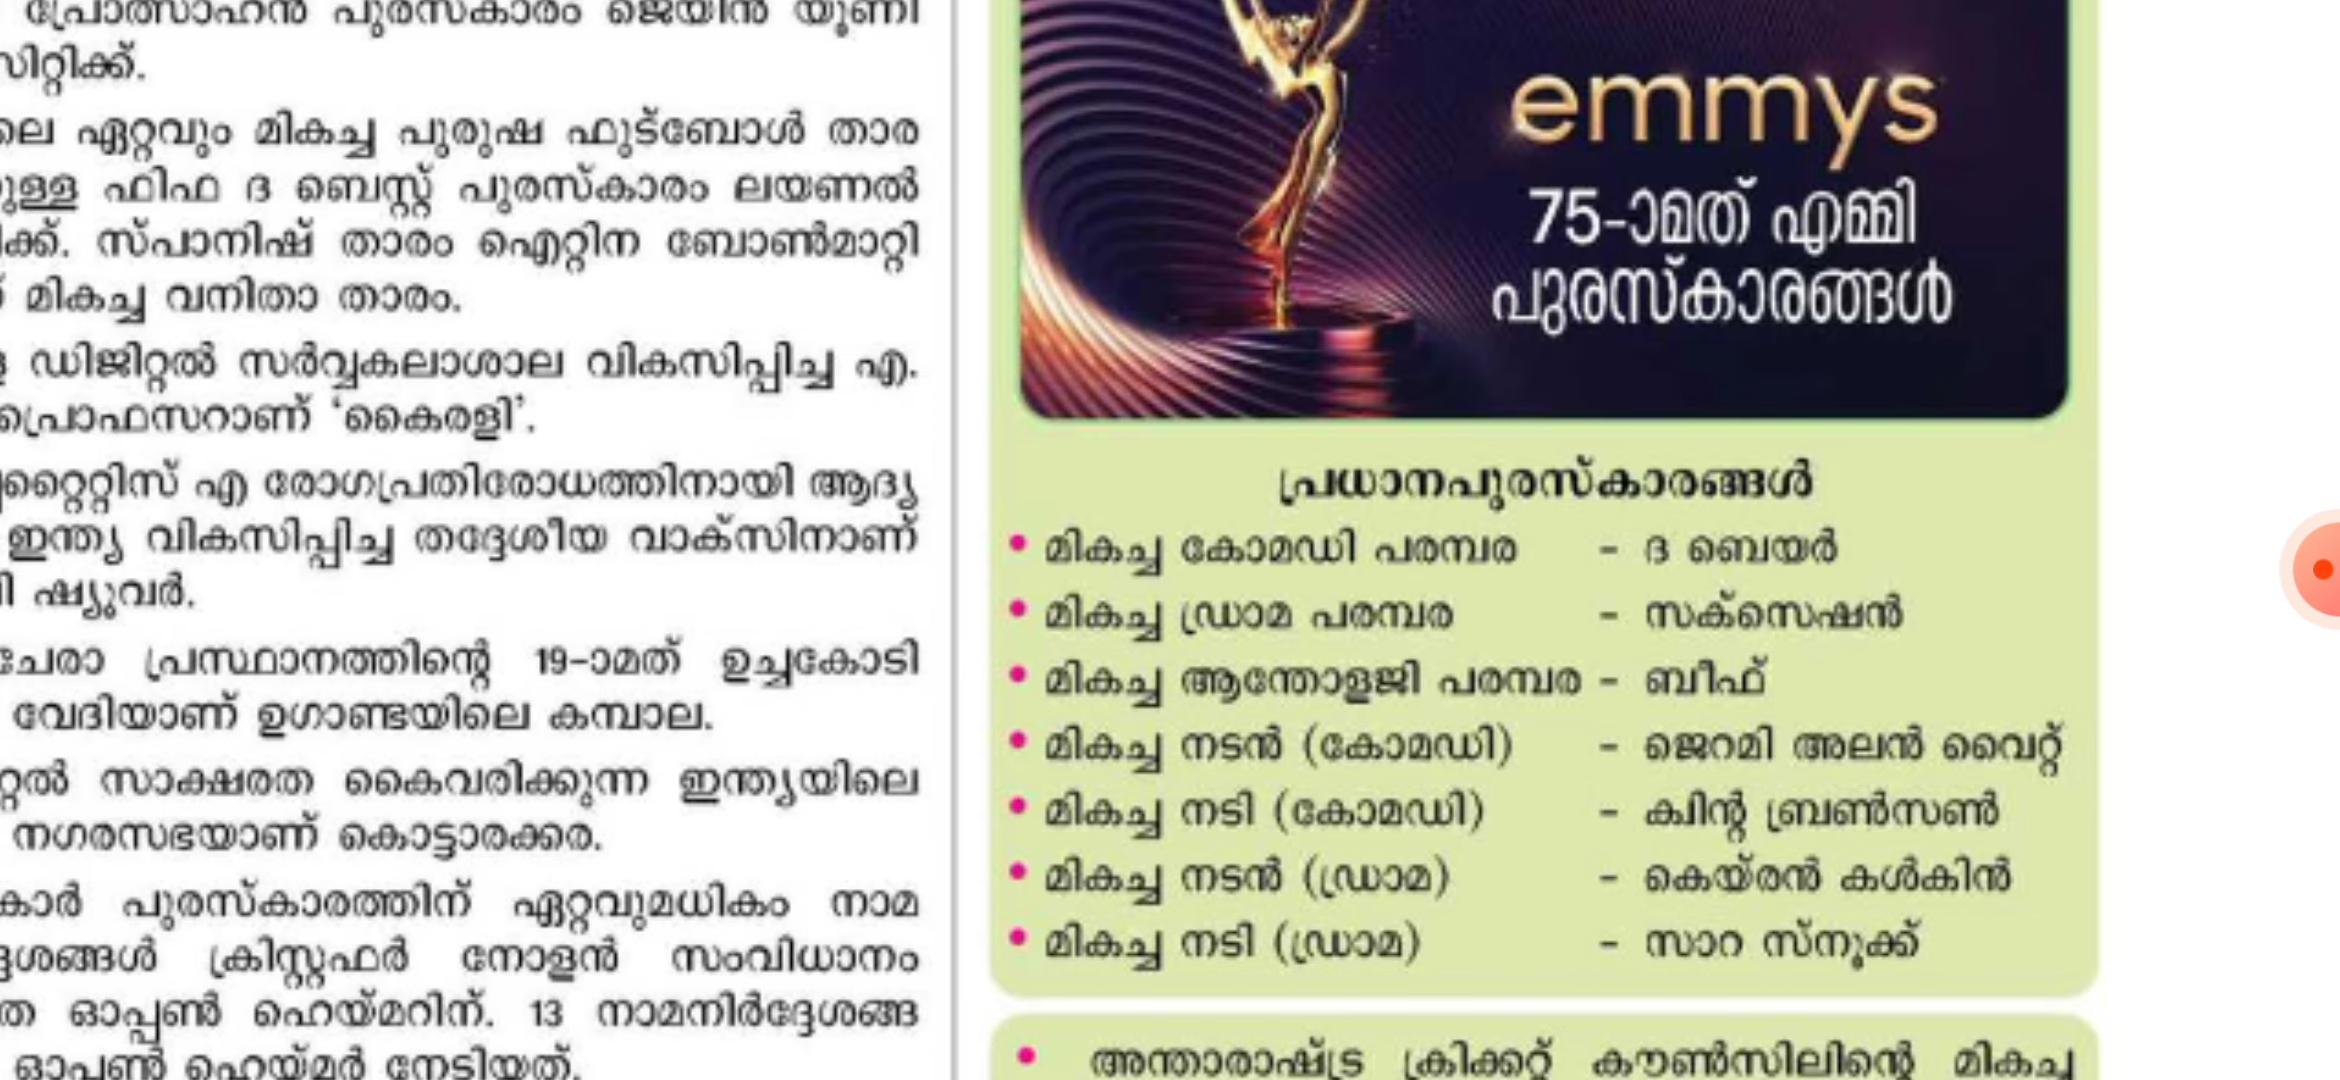 പ്രോത്സാഹന പുരസ്കാരം ജെയിൻ യൂണി
സിറ്റിക്ക്.
ലെ ഏറ്റവും മികച്ച പുരുഷ ഫുട്ബോൾ താര
ുള്ള ഫിഫ ദ ബെസ്റ്റ് പുരസ്കാരം ലയണൽ
ിക്ക്. സ്പാനിഷ് താരം ഐറ്റിന ബോൺമാറ്റി
മികച്ച വനിതാ താരം.
ഡിജിറ്റൽ സർവ്വകലാശാല വികസിപ്പിച്ച എ.
പ്രൊഫസറാണ് 'കൈരളി'.
റ്റൈറ്റിസ് എ രോഗപ്രതിരോധത്തിനായി ആദ്യ
ഇന്ത്യ വികസിപ്പിച്ച തദ്ദേശീയ വാക്സിനാണ്
ഷ്യൂവർ.
ചേരാ പ്രസ്ഥാനത്തിന്റെ 19-ാമത് ഉച്ചകോടി
വേദിയാണ് ഉഗാണ്ടയിലെ കമ്പാല.
റ്റൽ സാക്ഷരത കൈവരിക്കുന്ന ഇന്ത്യയിലെ
നഗരസഭയാണ് കൊട്ടാരക്കര.
കാർ പുരസ്കാരത്തിന് ഏറ്റവുമധികം നാമ
ദ്ദേശങ്ങൾ ക്രിസ്റ്റഫർ നോളൻ സംവിധാനം
ത ഓപ്പൺ ഹെയ്മറിന്. 13 നാമനിർദ്ദേശങ്ങ
ഓപ്പൺ ഹെയ്മർ നേടിയത്.
emmys
75-ാമത് എമ്മി
പുരസ്കാരങ്ങൾ
പ്രധാനപുരസ്കാരങ്ങൾ
• മികച്ച കോമഡി പരമ്പര - ദ ബെയർ
• മികച്ച ഡ്രാമ പരമ്പര - സക്സെഷൻ
• മികച്ച ആന്തോളജി പരമ്പര - ബീഫ്
• മികച്ച നടൻ (കോമഡി) - ജെറമി അലൻ വൈറ്റ്
• മികച്ച നടി (കോമഡി) - ക്വിന്റ ബ്രൺസൺ
• മികച്ച നടൻ (ഡ്രാമ) - കെയ്രൻ കൾകിൻ
• മികച്ച നടി (ഡ്രാമ) - സാറ സ്നൂക്ക്
• അന്താരാഷ്ട്ര ക്രിക്കറ്റ് കൗൺസിലിന്റെ മികച്ച